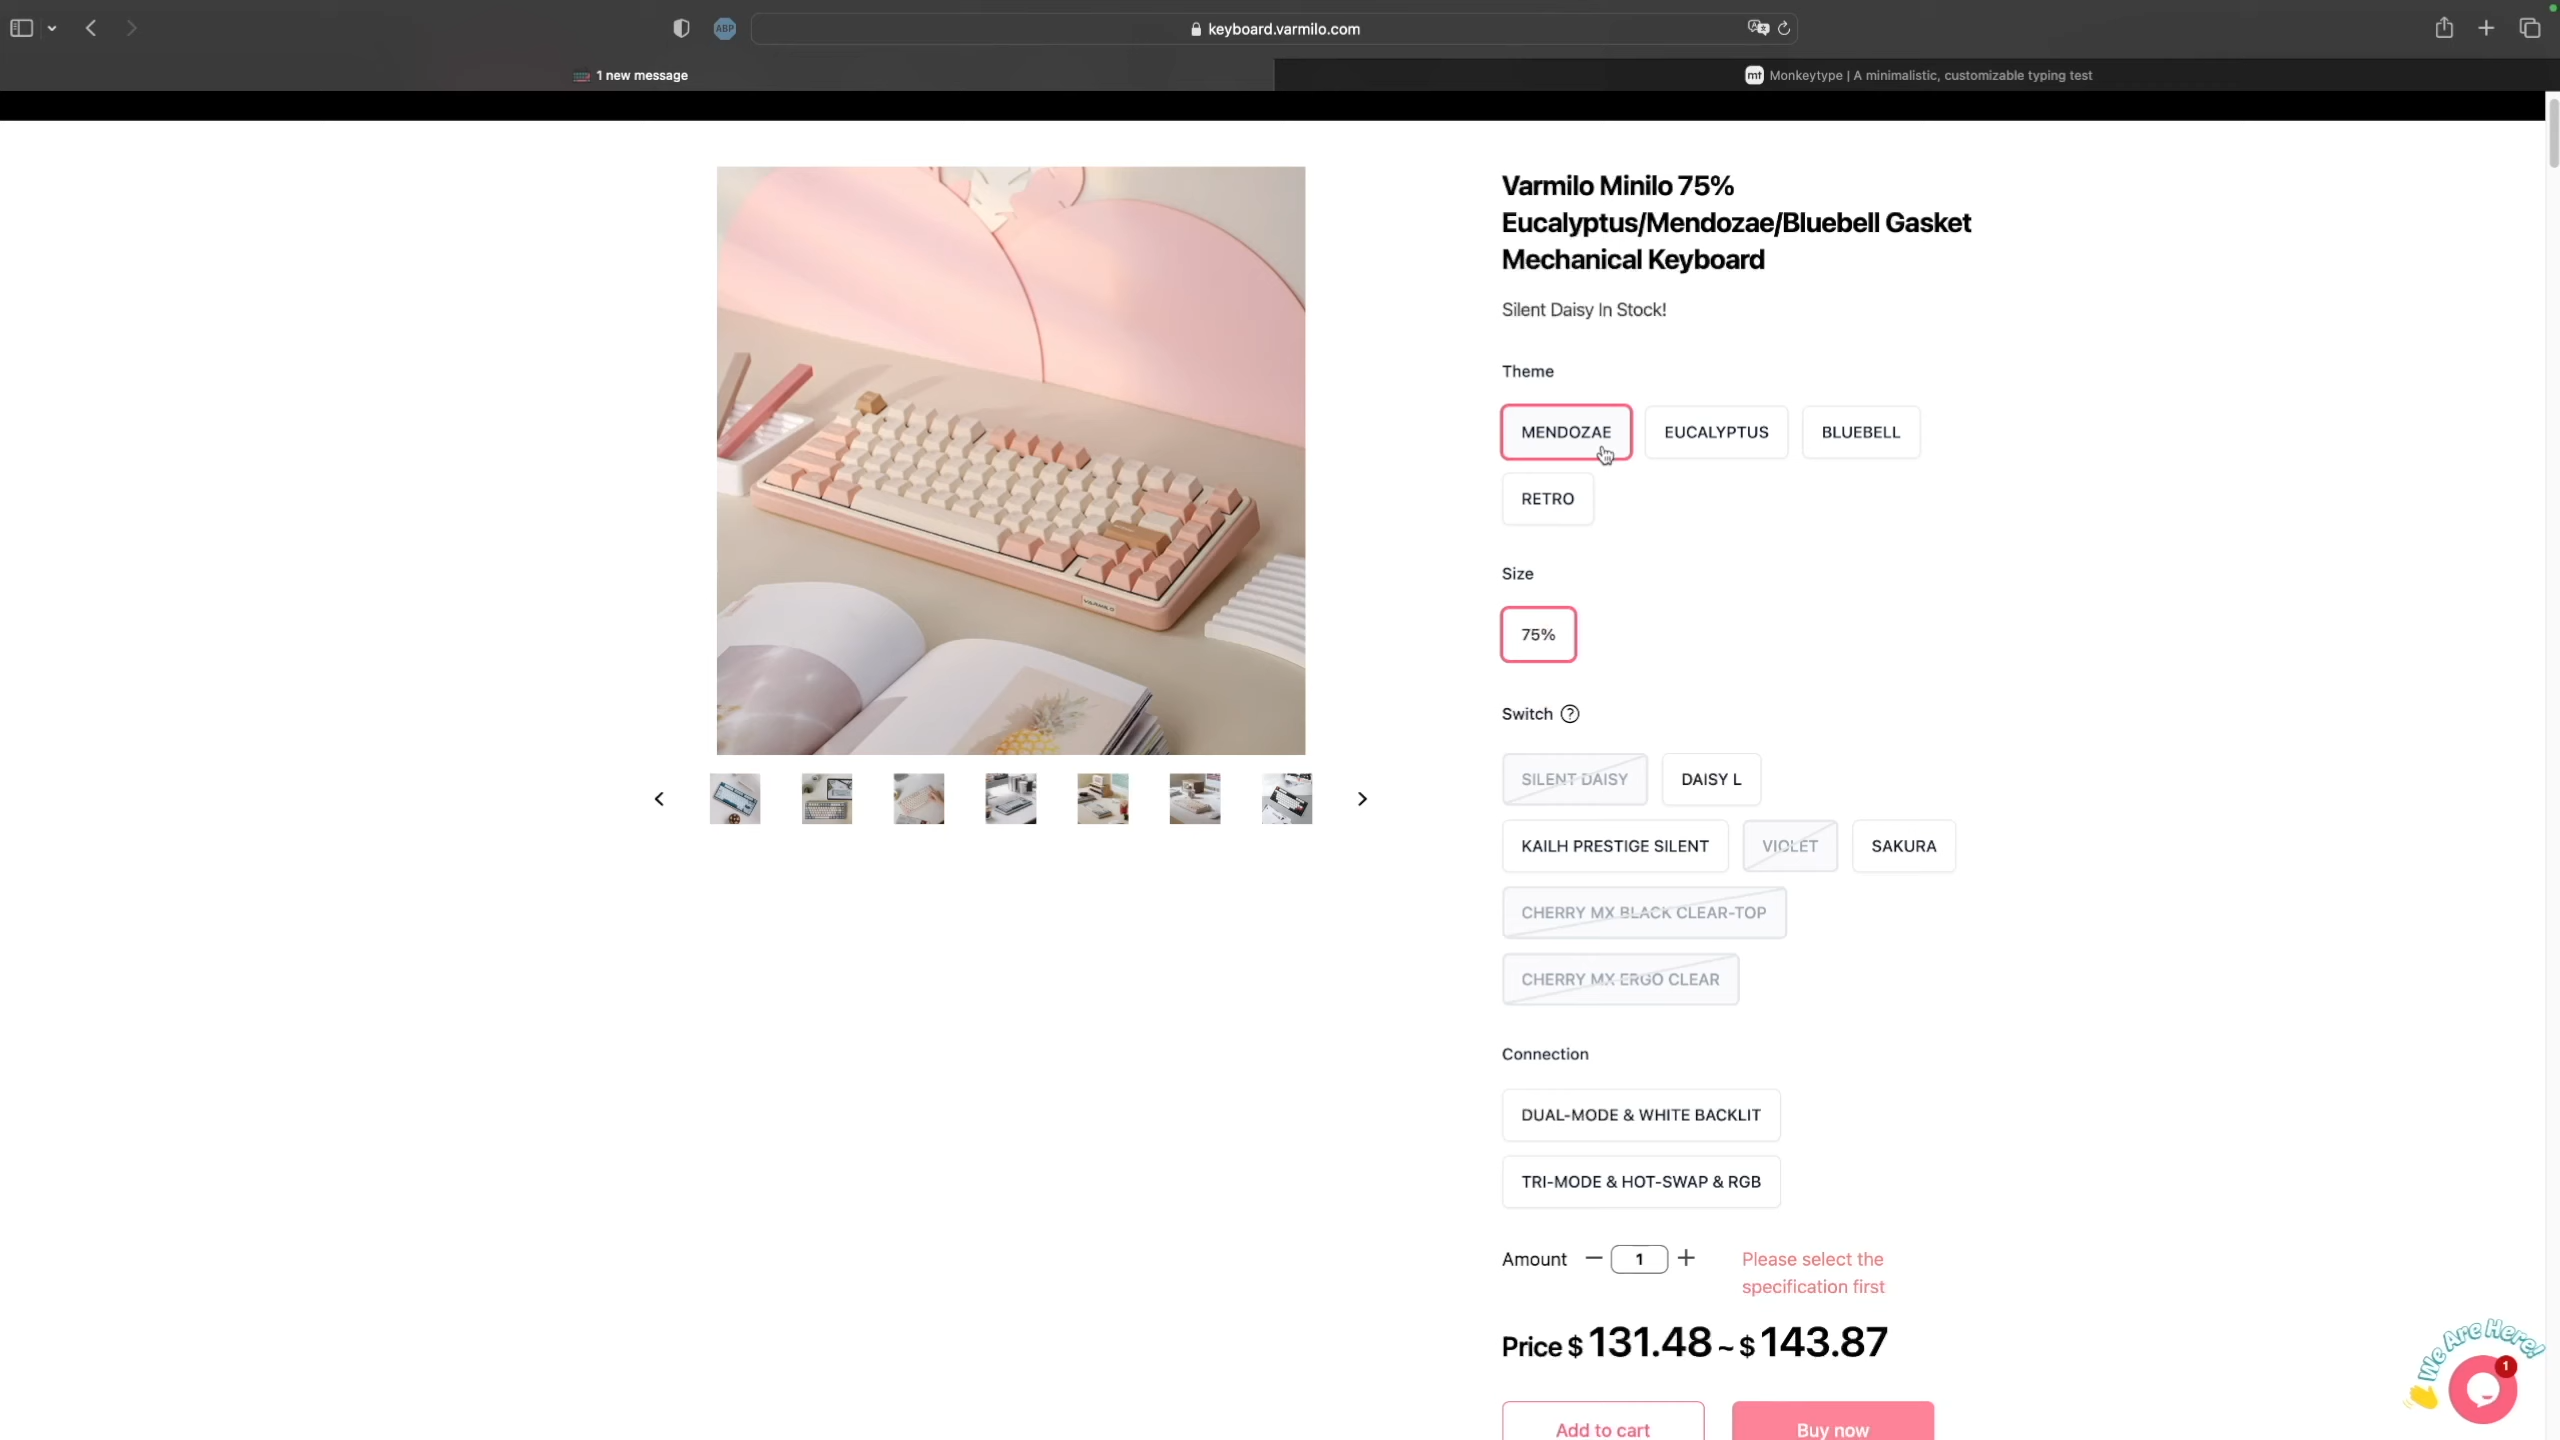 ABP
keyboard.varmilo.com
1 new message
mt Monkeytype | A minimalistic, customizable typing test
Varmilo Minilo 75%
Eucalyptus/Mendozae/Bluebell Gasket
Mechanical Keyboard
Silent Daisy In Stock!
Theme
MENDOZAE EUCALYPTUS BLUEBELL
RETRO
Size
75%
Switch ?
SILENT DAISY DAISY L
KAILH PRESTIGE SILENT VIOLET SAKURA
CHERRY MX BLACK CLEAR-TOP
CHERRY MX ERGO CLEAR
Connection
DUAL-MODE & WHITE BACKLIT
TRI-MODE & HOT-SWAP & RGB
Amount − 1 + Please select the
specification first
Price $ 131.48 ~ $ 143.87
Add to cart Buy now
We Are Here!
1
VARMILO